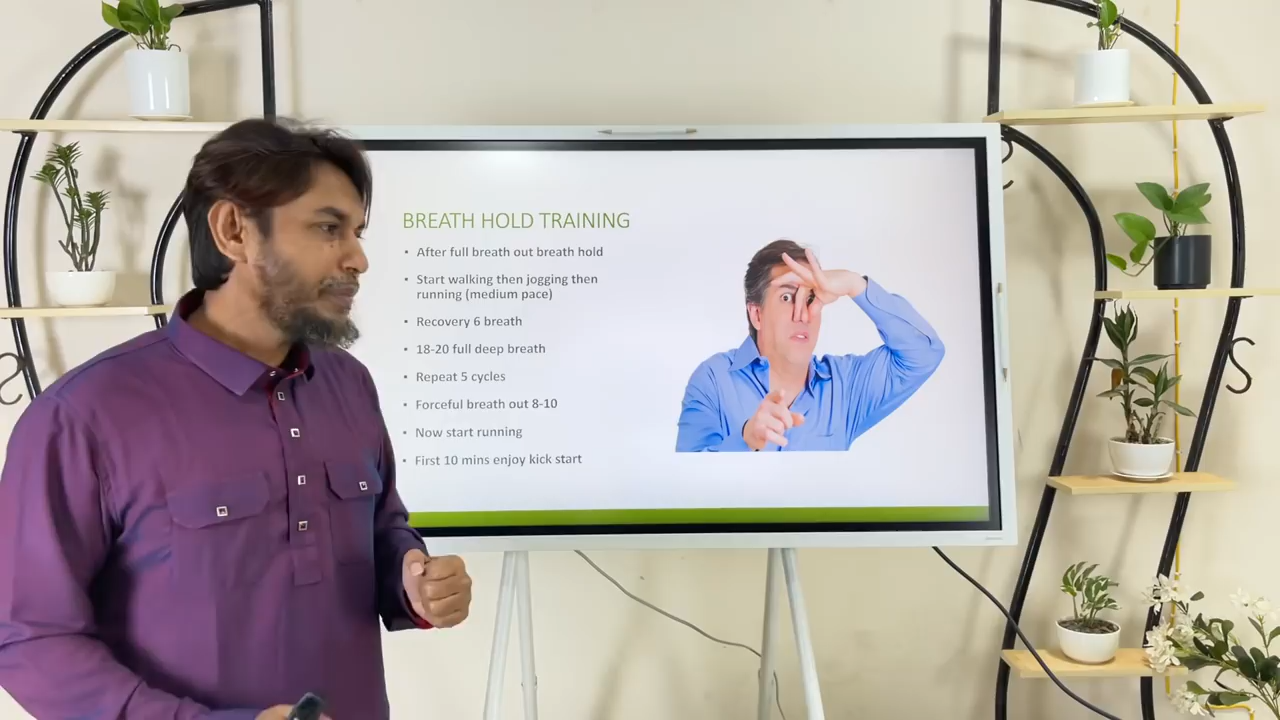 BREATH HOLD TRAINING
• After full breath out breath hold
• Start walking then jogging then
running (medium pace)
• Recovery 6 breath
• 18-20 full deep breath
• Repeat 5 cycles
• Forceful breath out 8-10
• Now start running
• First 10 mins enjoy kick start